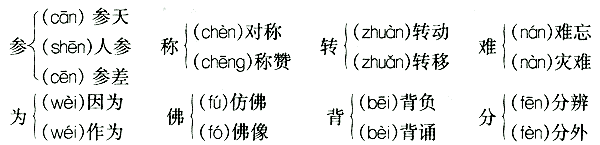 参 (cān) 参天 (shēn)人参 (cēn) 参差
称 (chèn)对称 (chēng)称赞
转 (zhuàn)转动 (zhuǎn)转移
难 (nán)难忘 (nàn)灾难
为 (wèi)因为 (wéi)作为
佛 (fú)仿佛 (fó)佛像
背 (bēi)背负 (bèi)背诵
分 (fēn)分辨 (fèn)分外